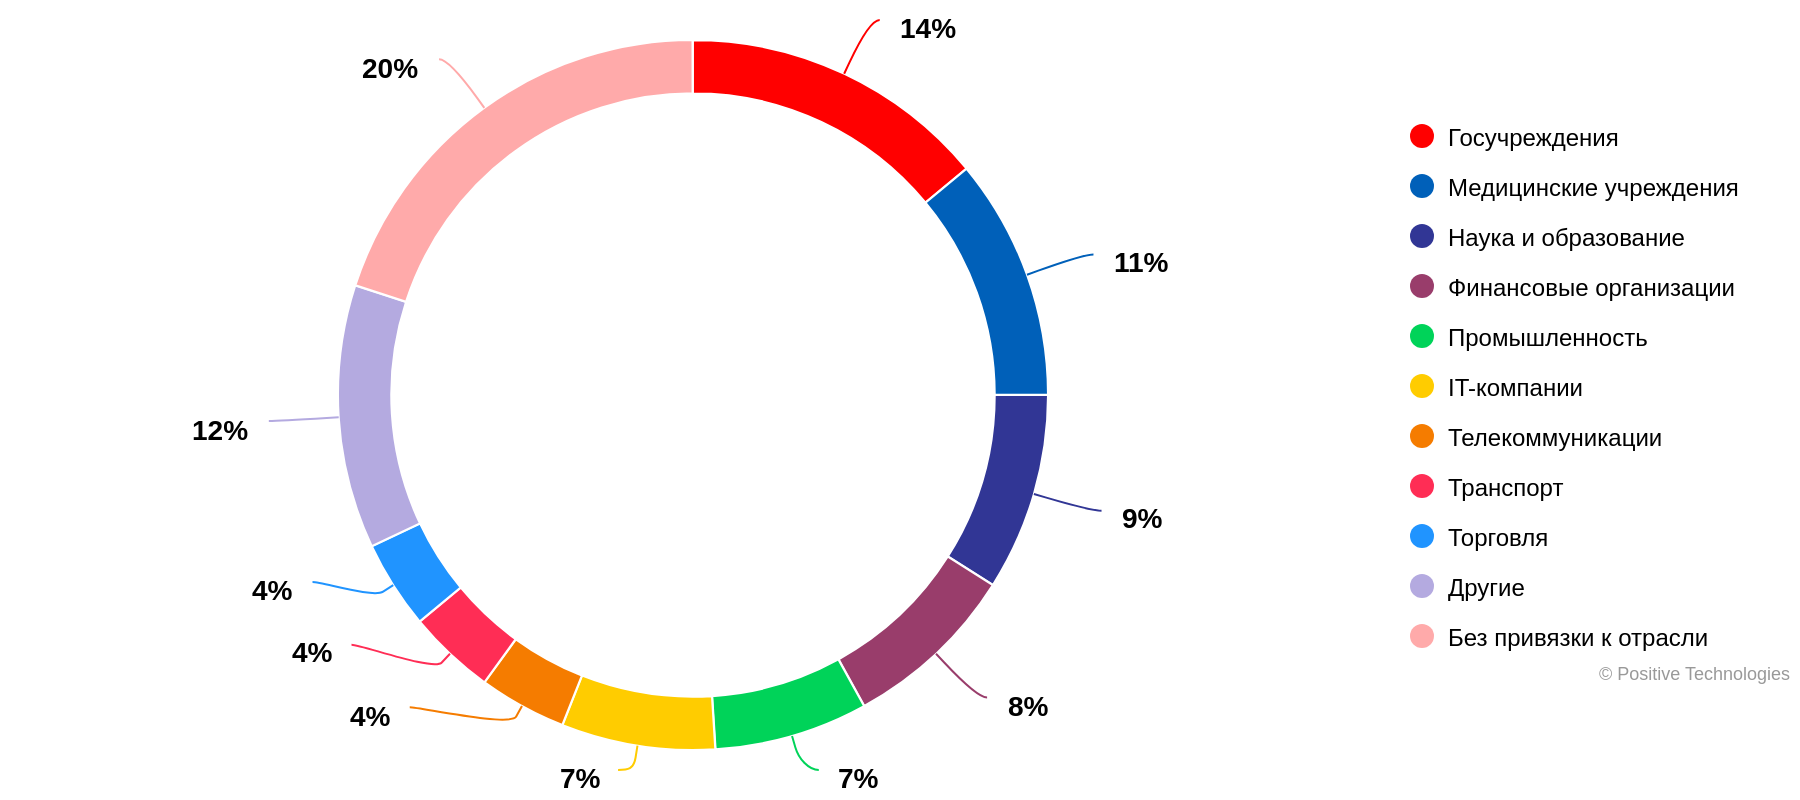 14%
20%
11%
12%
9%
4%
4%
4%
8%
7%
7%
Госучреждения
Медицинские учреждения
Наука и образование
Финансовые организации
Промышленность
IT-компании
Телекоммуникации
Транспорт
Торговля
Другие
Без привязки к отрасли
© Positive Technologies